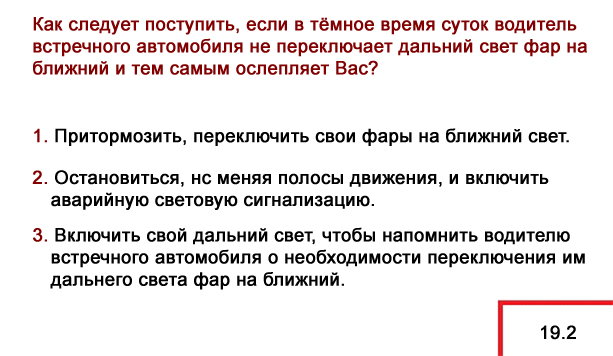 Как следует поступить, если в тёмное время суток водитель
встречного автомобиля не переключает дальний свет фар на
ближний и тем самым ослепляет Вас?
1. Притормозить, переключить свои фары на ближний свет.
2. Остановиться, нс меняя полосы движения, и включить
аварийную световую сигнализацию.
3. Включить свой дальний свет, чтобы напомнить водителю
встречного автомобиля о необходимости переключения им
дальнего света фар на ближний.
19.2